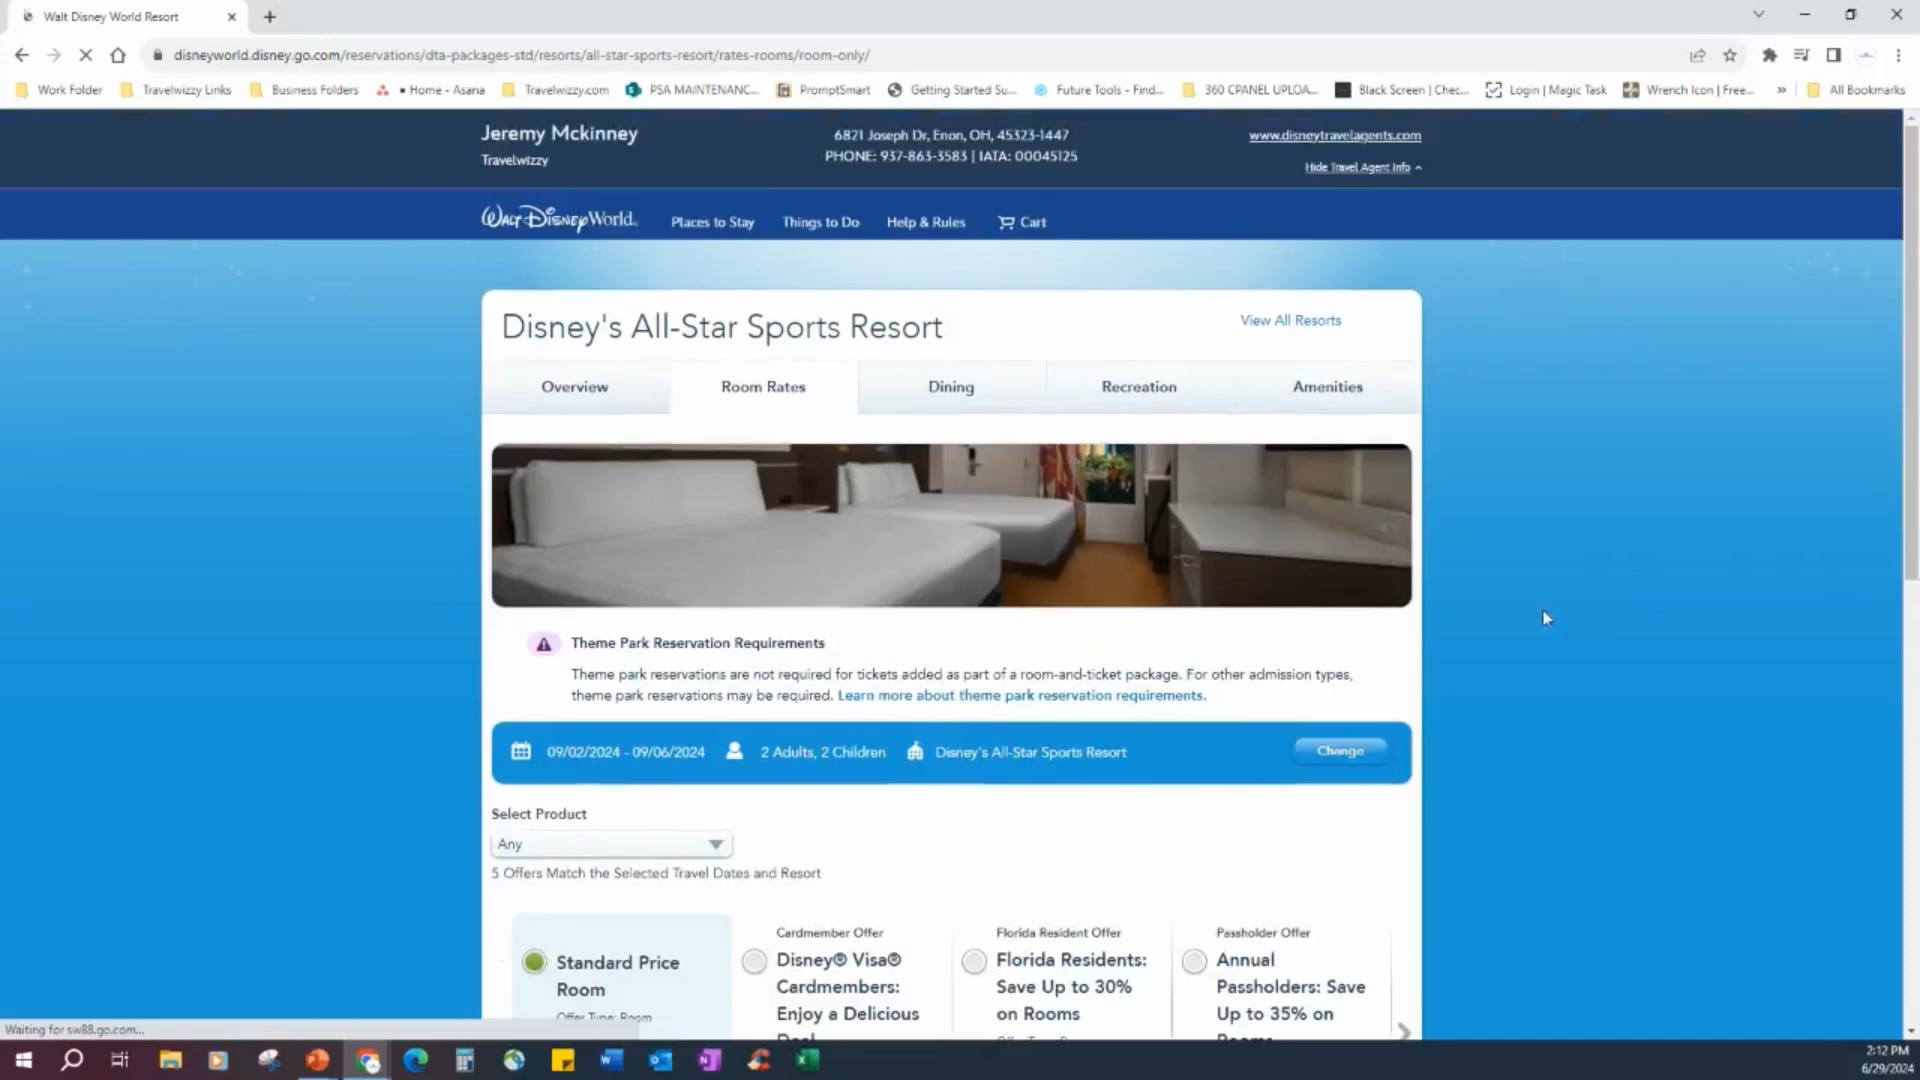 Walt Disney World Resort
disneyworld.disney.go.com/reservations/dta-packages-std/resorts/all-star-sports-resort/rates-rooms/room-only/
Work Folder
Travelwizzy Links
Business Folders
• Home - Asana
Travelwizzy.com
PSA MAINTENANC...
PromptSmart
Getting Started Su...
Future Tools - Find...
360 CPANEL UPLOA...
Black Screen | Chec...
Login | Magic Task
Wrench Icon | Free...
»
All Bookmarks
Jeremy Mckinney
Travelwizzy
6821 Joseph Dr, Enon, OH, 45323-1447
PHONE: 937-863-3583 | IATA: 00045125
www.disneytravelagents.com
Hide Travel Agent Info
Walt Disney World
Places to Stay
Things to Do
Help & Rules
Cart
Disney's All-Star Sports Resort
View All Resorts
Overview
Room Rates
Dining
Recreation
Amenities
Theme Park Reservation Requirements
Theme park reservations are not required for tickets added as part of a room-and-ticket package. For other admission types,
theme park reservations may be required. Learn more about theme park reservation requirements.
09/02/2024 - 09/06/2024
2 Adults, 2 Children
Disney's All-Star Sports Resort
Change
Select Product
Any
5 Offers Match the Selected Travel Dates and Resort
Standard Price
Room
Offer Type: Room
Cardmember Offer
Disney® Visa®
Cardmembers:
Enjoy a Delicious
Deal
Florida Resident Offer
Florida Residents:
Save Up to 30%
on Rooms
Passholder Offer
Annual
Passholders: Save
Up to 35% on
Rooms
Waiting for sw88.go.com...
2:12 PM
6/29/2024